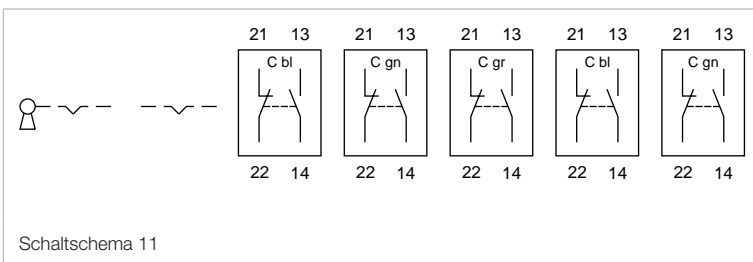 21 13 21 13 21 13 21 13 21 13
C bl C gn C gr C bl C gn
22 14 22 14 22 14 22 14 22 14
Schaltschema 11